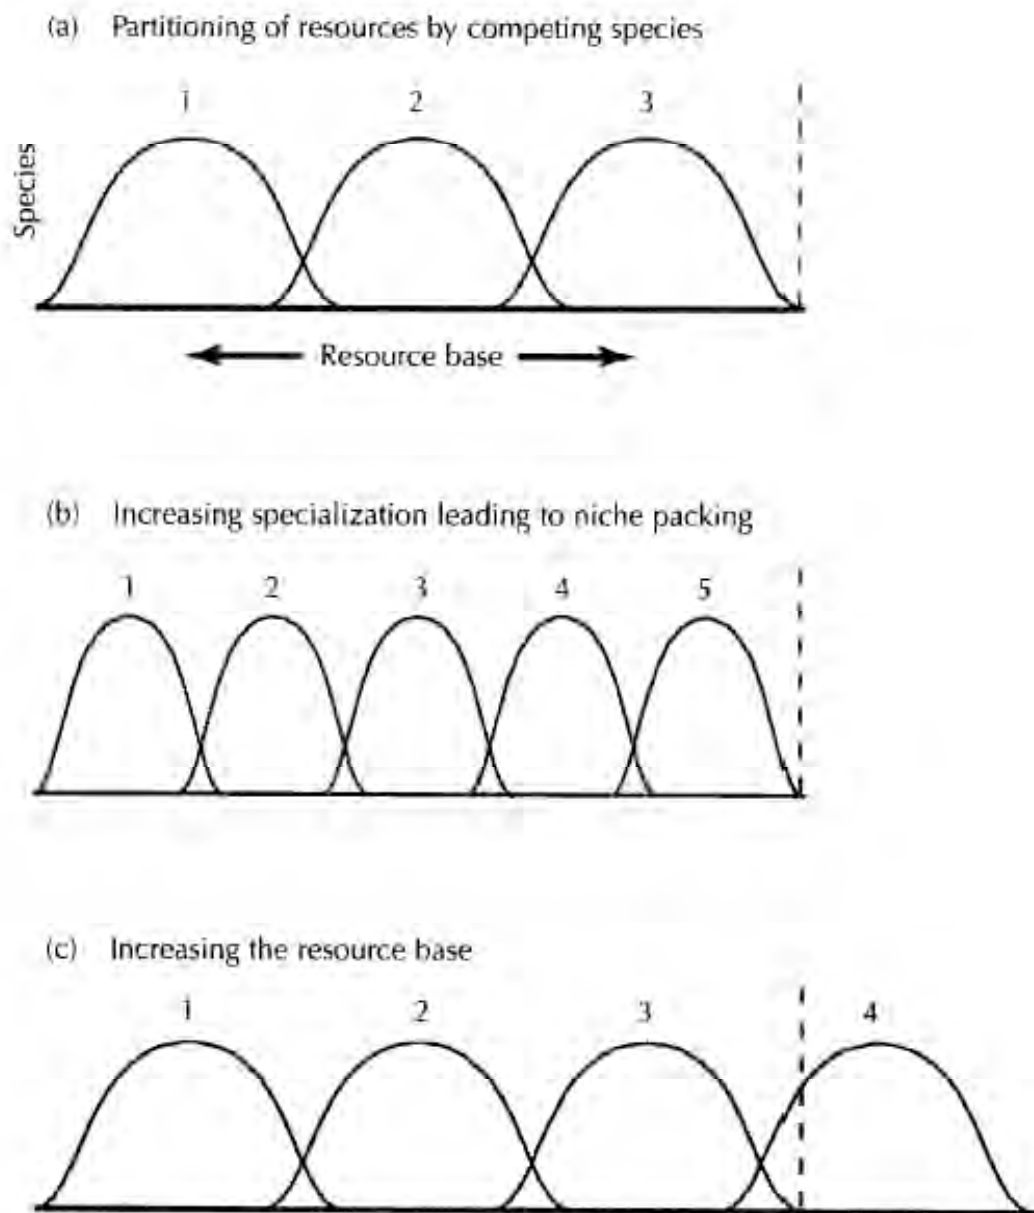 (a) Partitioning of resources by competing species
1 2 3
Species
Resource base
(b) Increasing specialization leading to niche packing
1 2 3 4 5
(c) Increasing the resource base
1 2 3 4